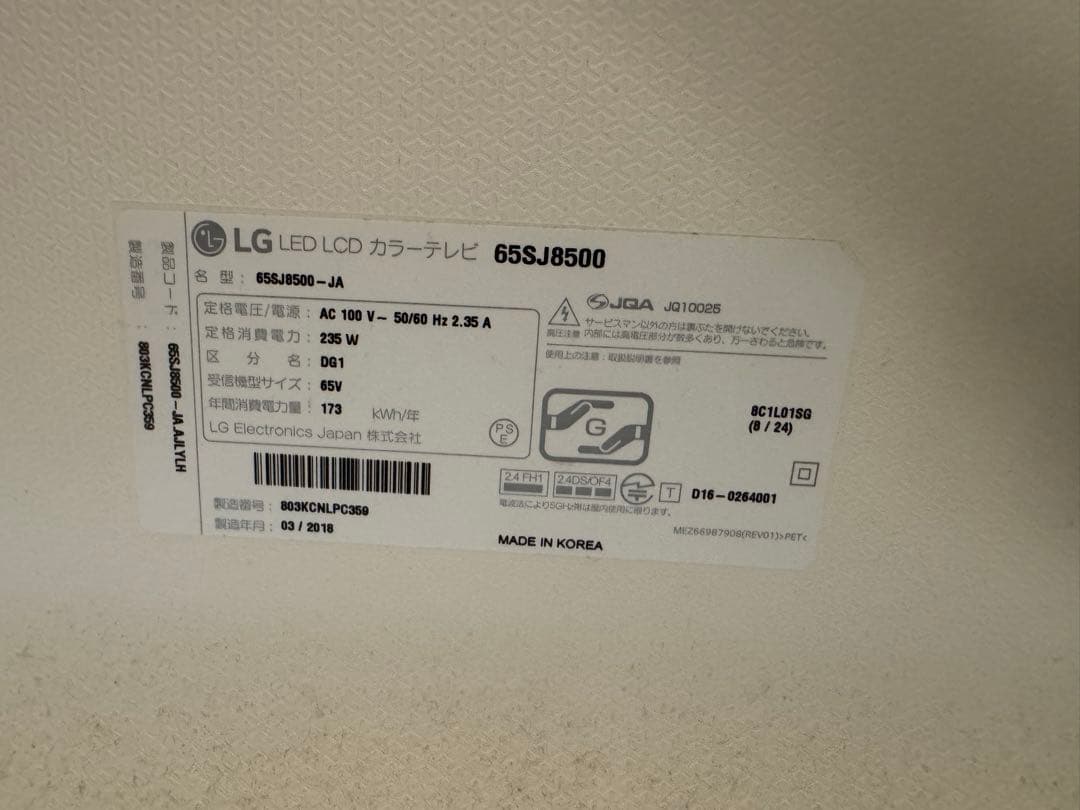 LG LED LCD カラーテレビ 65SJ8500
名 型 : 65SJ8500-JA
定格電圧/電源 : AC 100 V~ 50/60 Hz 2.35 A
定格消費電力 : 235 W
区 分 名 : DG1
受信機型サイズ : 65V
年間消費電力量 : 173 kWh/年
LG Electronics Japan 株式会社
PSE
製造番号 : 803KCNLPC359
製造年月 : 03 / 2018
製品コード : 65SJ8500-JA.AJLYLH
製造番号 : 803KCNLPC359
JQA JQ10025
高圧注意
サービスマン以外の方は裏ぶたを開けないでください。
内部には高電圧部分が数多くあり、万一さわると危険です。
使用上の注意 : 取扱説明書を参照
G
8C1L01SG
(8 / 24)
2.4 FH1 2.4DS/OF4
T D16-0264001
電波法により5GHz帯は屋内使用に限ります。
MEZ66987908(REV01)>PET<
MADE IN KOREA